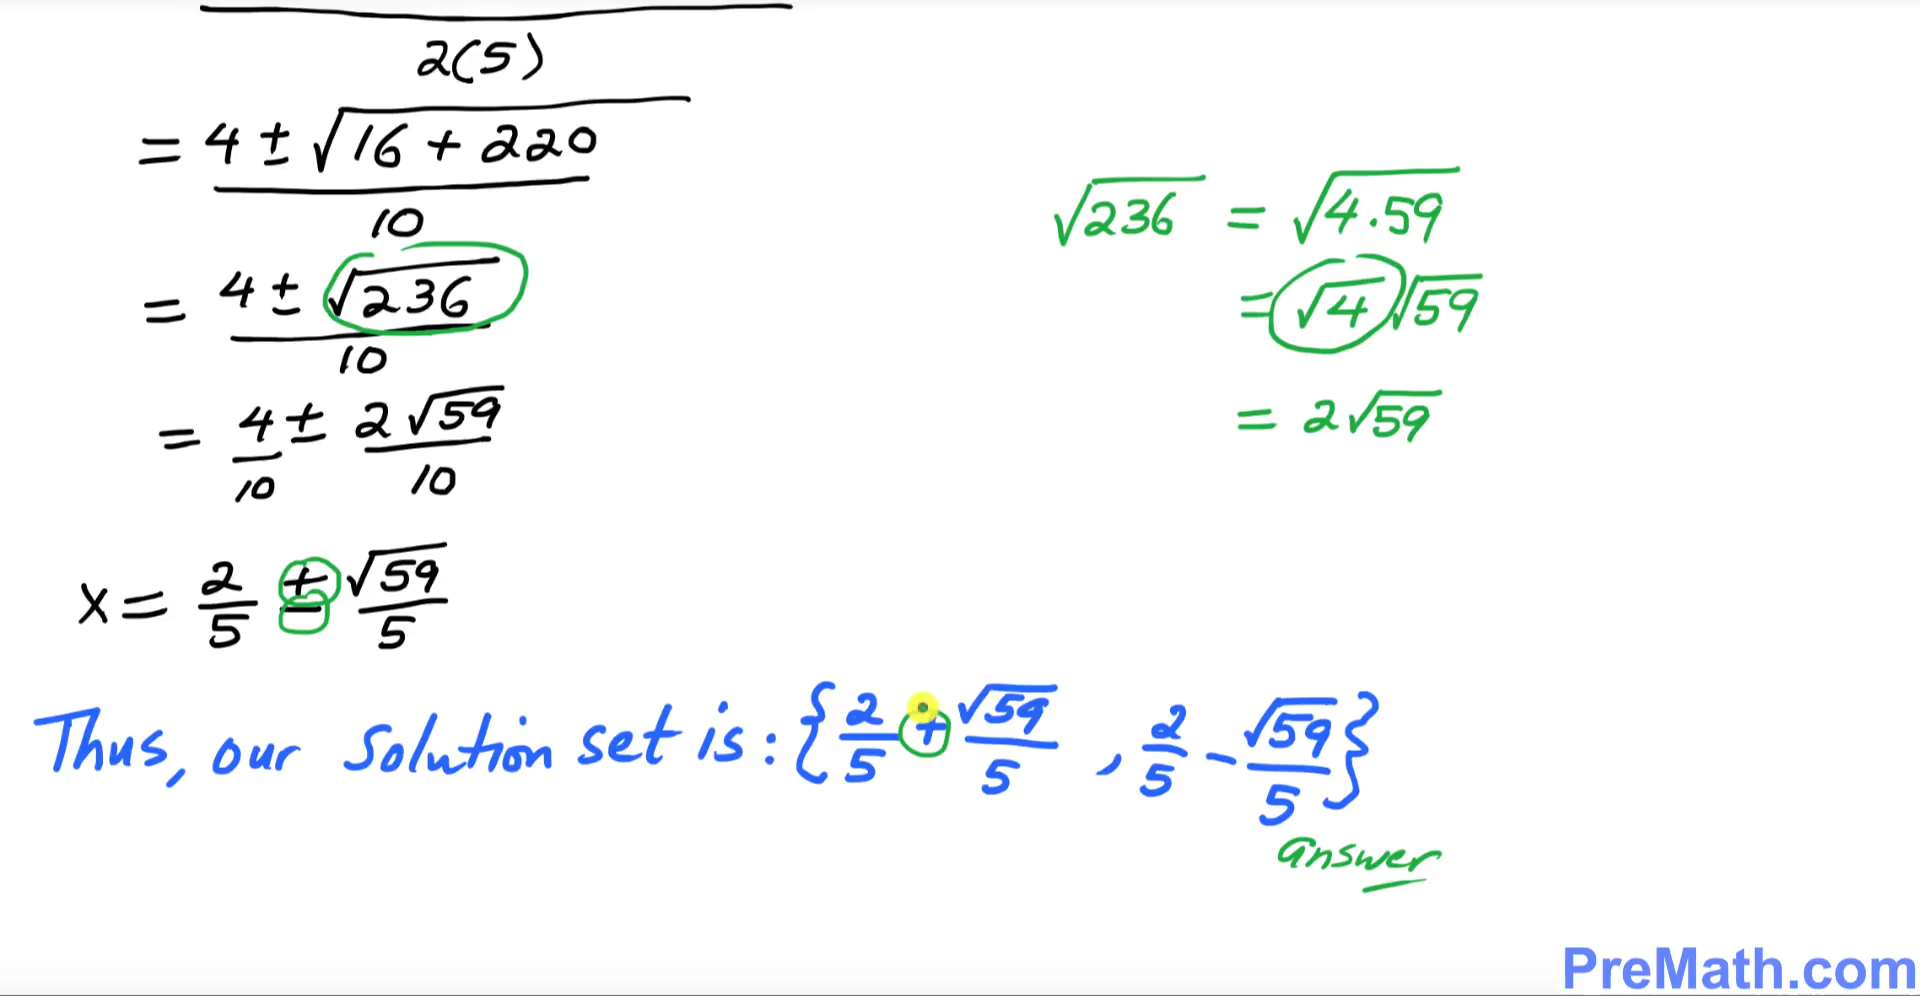 2(5)
= 4 ± √16 + 220
10
= 4 ± √236
10
= 4/10 ± 2√59/10
x = 2/5 ± √59/5
√236 = √4.59
= √4 √59
= 2√59
Thus, our solution set is: {2/5 + √59/5, 2/5 - √59/5}
answer
PreMath.com